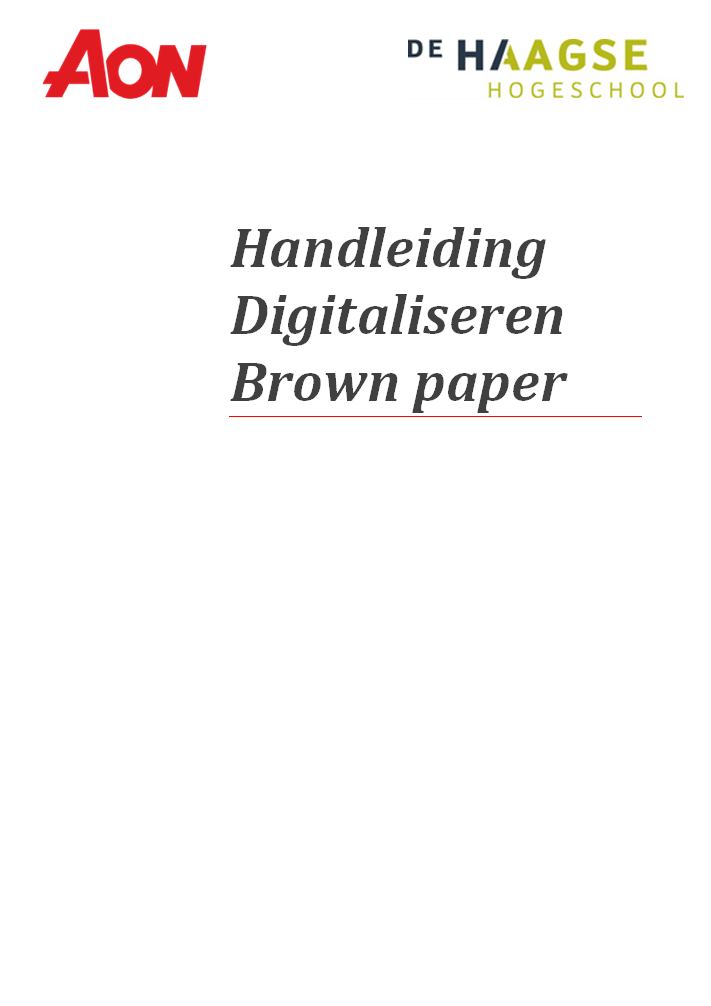 AON
DE HAAGSE
HOGESCHOOL
Handleiding
Digitaliseren
Brown paper